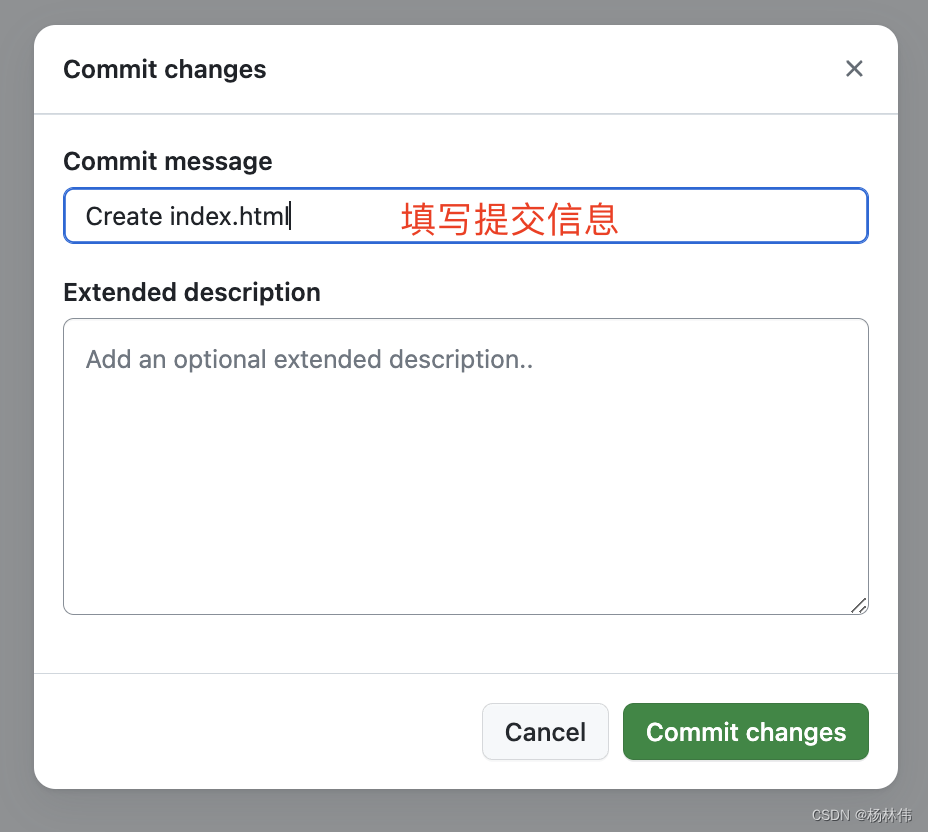 Commit changes
Commit message
Create index.html 填写提交信息
Extended description
Add an optional extended description..
Cancel Commit changes
CSDN @杨林伟